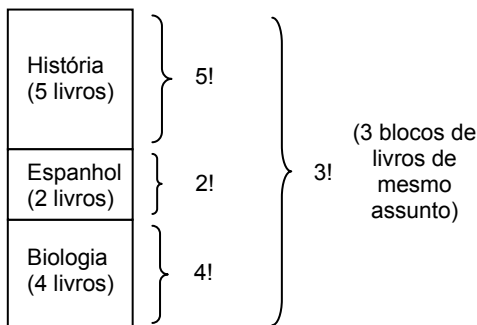 História
(5 livros)
5!
Espanhol
(2 livros)
2!
Biologia
(4 livros)
4!
3!
(3 blocos de
livros de
mesmo
assunto)